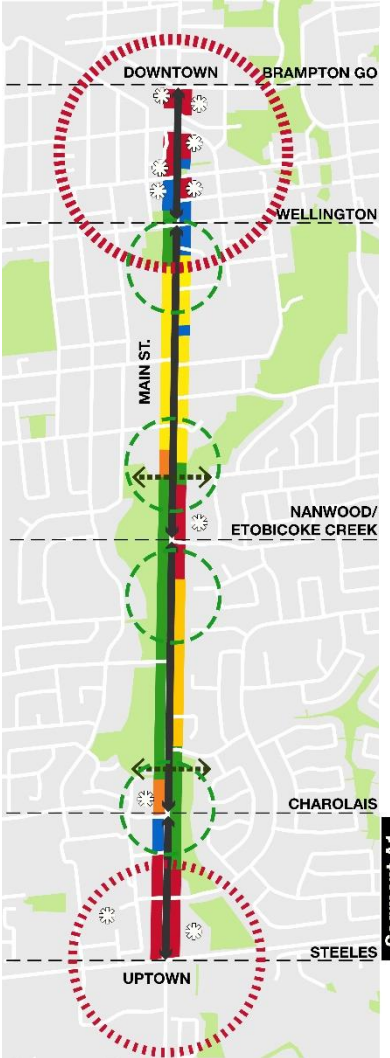 DOWNTOWN
BRAMPTON GO
WELLINGTON
MAIN ST.
NANWOOD/
ETOBICOKE CREEK
CHAROLAIS
STEELES
UPTOWN